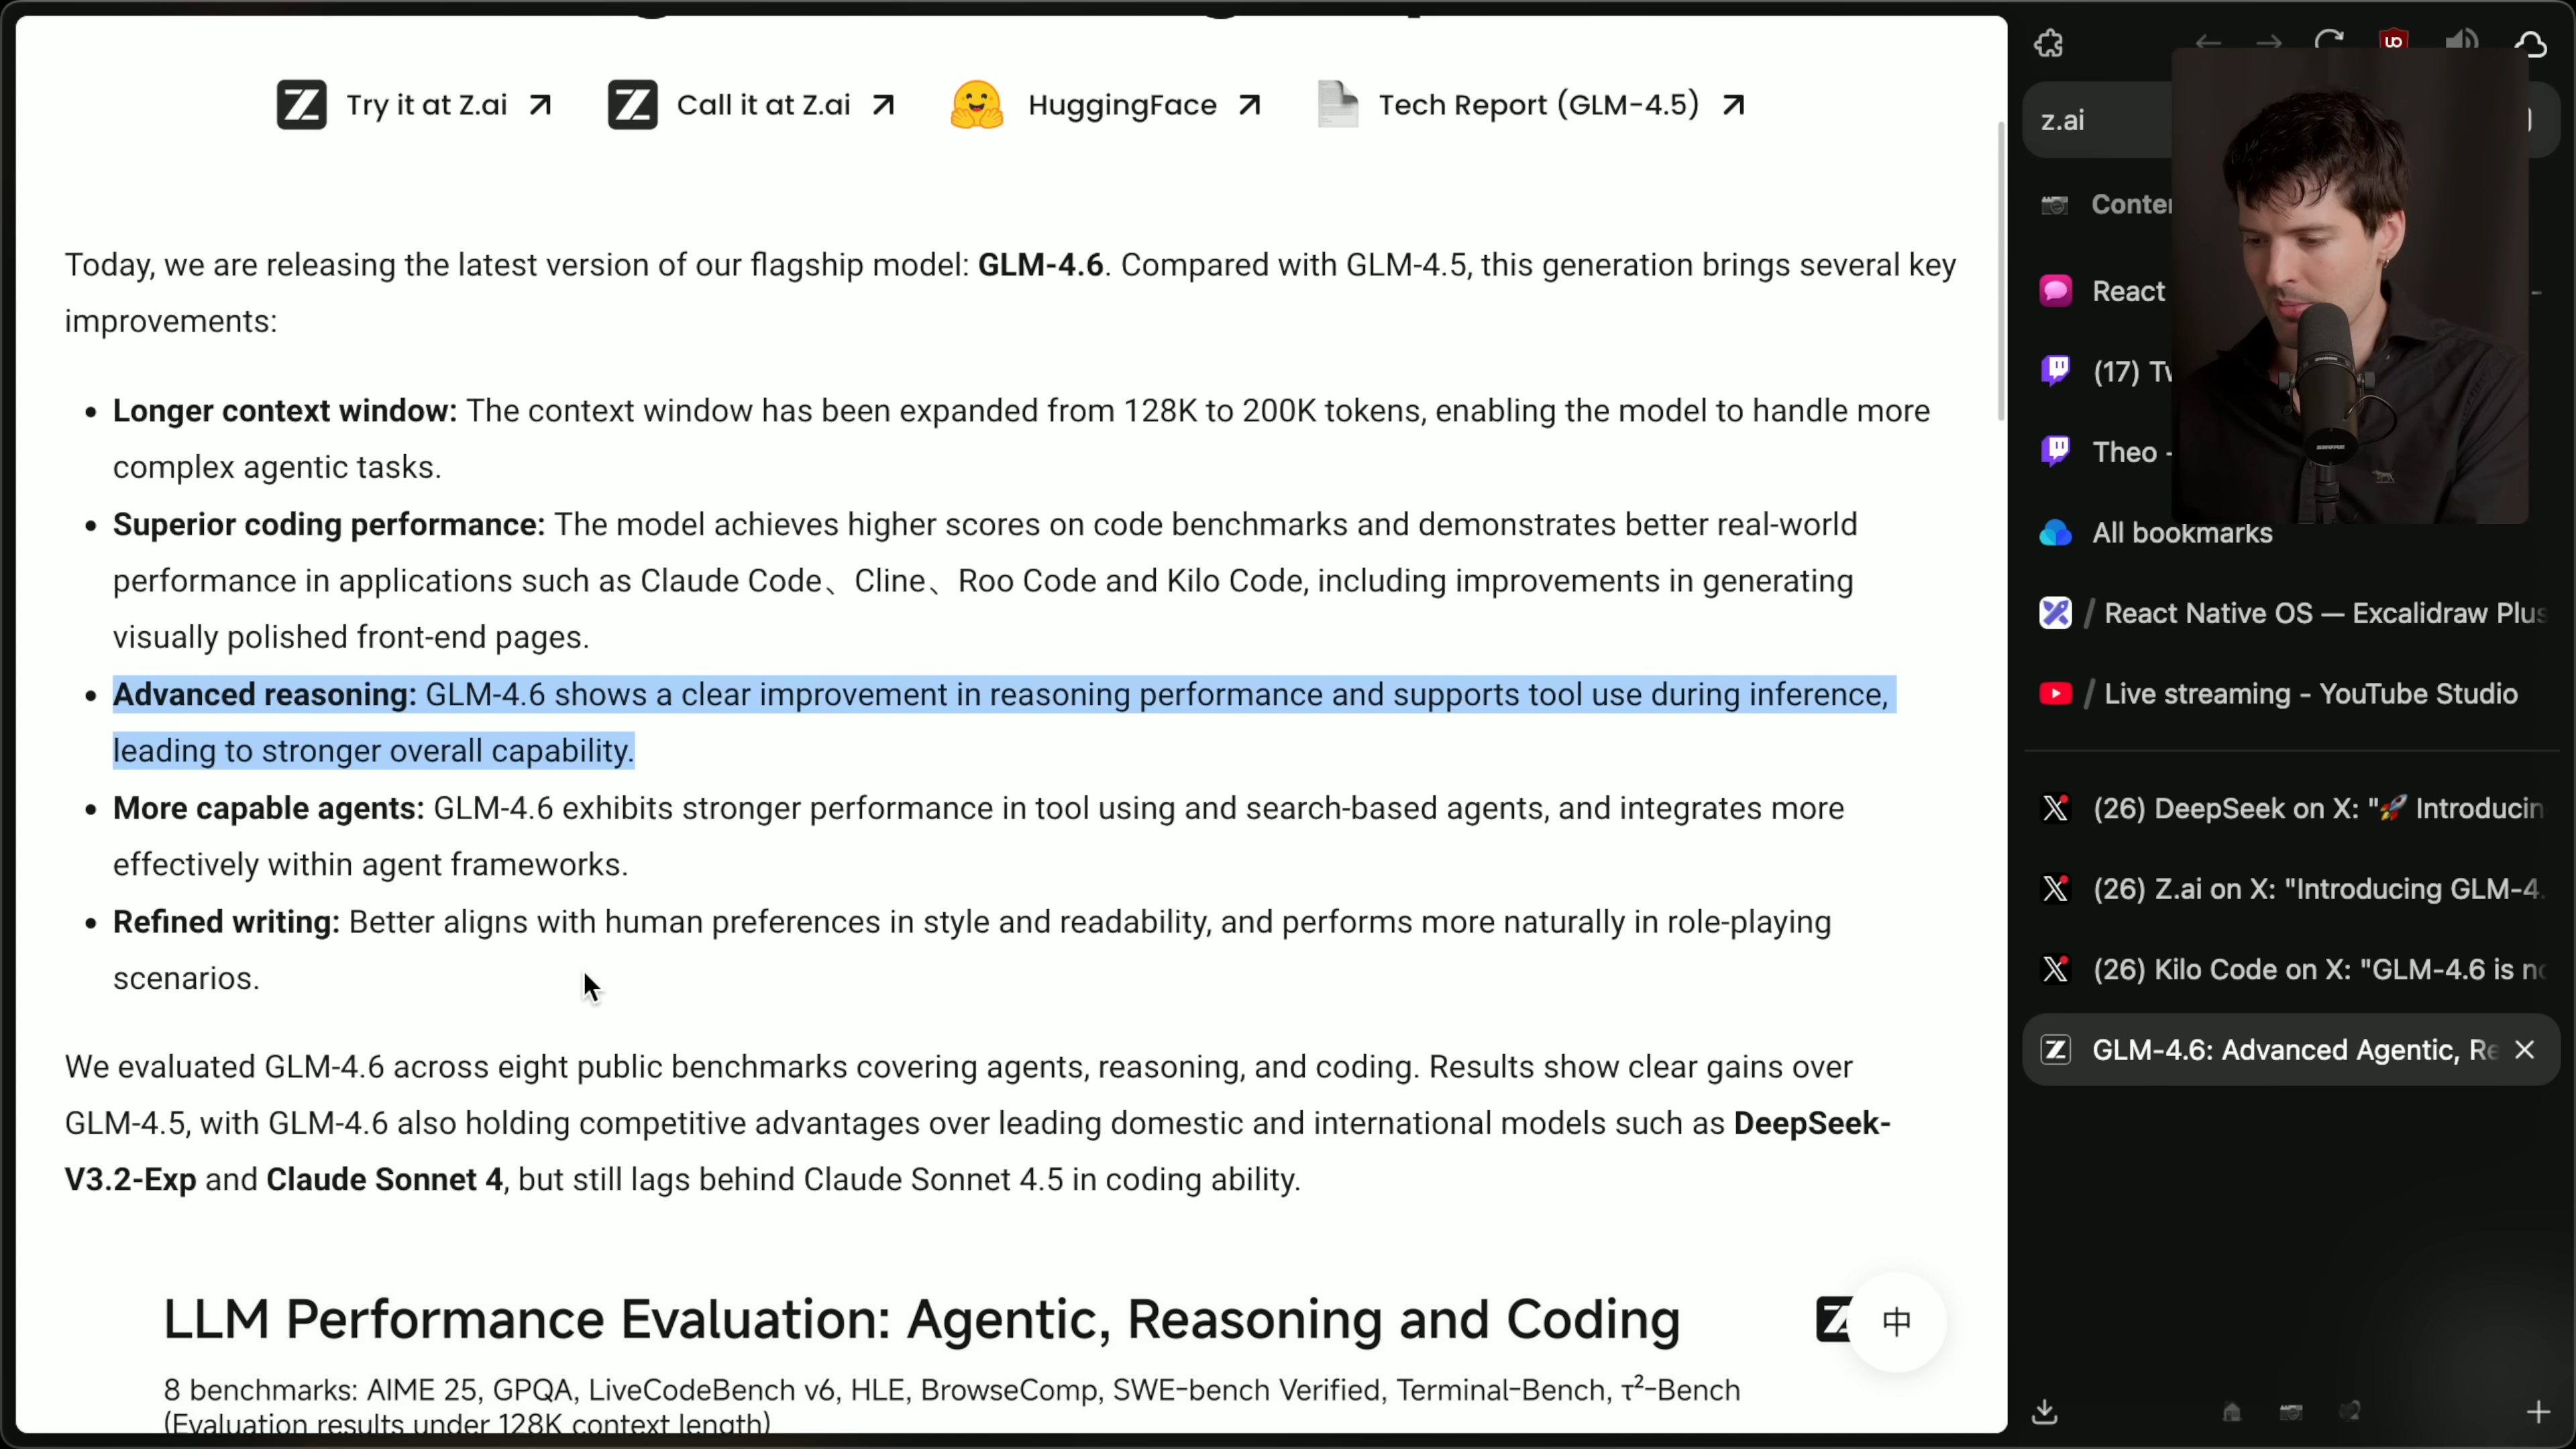 Try it at Z.ai
Call it at Z.ai
HuggingFace
Tech Report (GLM-4.5)
Today, we are releasing the latest version of our flagship model: GLM-4.6. Compared with GLM-4.5, this generation brings several key
improvements:
Longer context window: The context window has been expanded from 128K to 200K tokens, enabling the model to handle more
complex agentic tasks.
Superior coding performance: The model achieves higher scores on code benchmarks and demonstrates better real-world
performance in applications such as Claude Code、Cline、Roo Code and Kilo Code, including improvements in generating
visually polished front-end pages.
Advanced reasoning: GLM-4.6 shows a clear improvement in reasoning performance and supports tool use during inference,
leading to stronger overall capability.
More capable agents: GLM-4.6 exhibits stronger performance in tool using and search-based agents, and integrates more
effectively within agent frameworks.
Refined writing: Better aligns with human preferences in style and readability, and performs more naturally in role-playing
scenarios.
We evaluated GLM-4.6 across eight public benchmarks covering agents, reasoning, and coding. Results show clear gains over
GLM-4.5, with GLM-4.6 also holding competitive advantages over leading domestic and international models such as DeepSeek-
V3.2-Exp and Claude Sonnet 4, but still lags behind Claude Sonnet 4.5 in coding ability.
LLM Performance Evaluation: Agentic, Reasoning and Coding
中
8 benchmarks: AIME 25, GPQA, LiveCodeBench v6, HLE, BrowseComp, SWE-bench Verified, Terminal-Bench, τ²-Bench
(Evaluation results under 128K context length)
z.ai
React
(17)
Theo -
All bookmarks
/ React Native OS — Excalidraw Plus
/ Live streaming - YouTube Studio
(26) DeepSeek on X: "🚀 Introducin
(26) Z.ai on X: "Introducing GLM-4.
(26) Kilo Code on X: "GLM-4.6 is
GLM-4.6: Advanced Agentic,